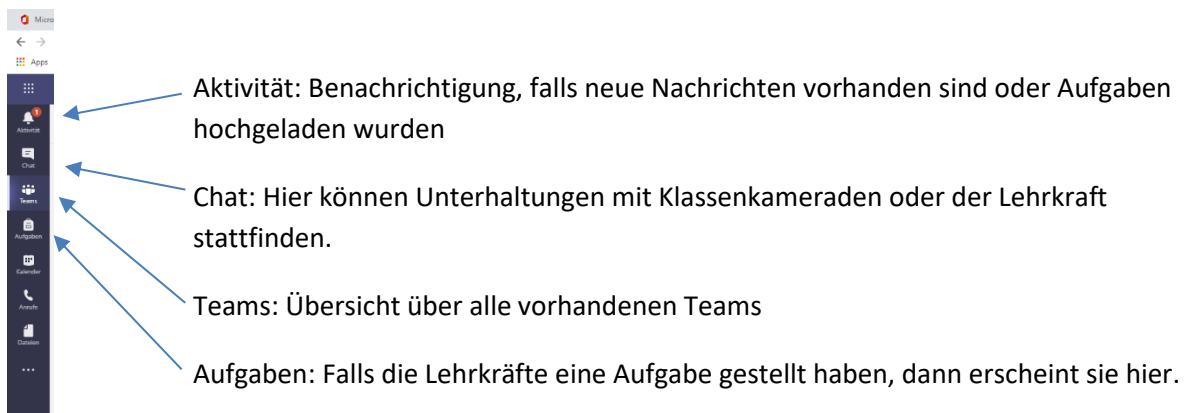 Micro
Apps
Aktivität: Benachrichtigung, falls neue Nachrichten vorhanden sind oder Aufgaben
hochgeladen wurden
1
Aktivität
Chat
Chat: Hier können Unterhaltungen mit Klassenkameraden oder der Lehrkraft
stattfinden.
Teams
Aufgaben
Kalender
Anrufe
Teams: Übersicht über alle vorhandenen Teams
Dateien
Aufgaben: Falls die Lehrkräfte eine Aufgabe gestellt haben, dann erscheint sie hier.